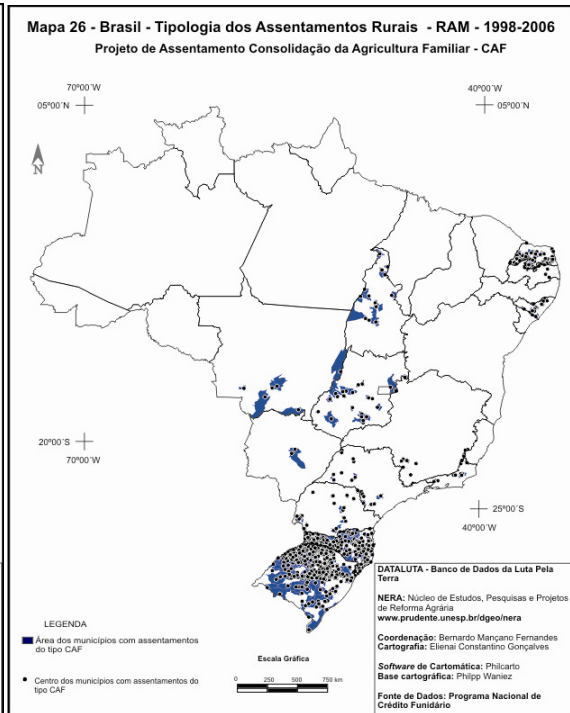 Mapa 26 - Brasil - Tipologia dos Assentamentos Rurais - RAM - 1998-2006
Projeto de Assentamento Consolidação da Agricultura Familiar - CAF
70º00´W
05º00´N
40º00´W
05º00´N
N
20º00´S
70º00´W
25º00´S
40º00´W
LEGENDA
Área dos municípios com assentamentos
do tipo CAF
Centro dos municípios com assentamentos do
tipo CAF
Escala Gráfica
0 250 500 750 km
DATALUTA - Banco de Dados da Luta Pela
Terra
NERA: Núcleo de Estudos, Pesquisas e Projetos
de Reforma Agrária
www.prudente.unesp.br/dgeo/nera
Coordenação: Bernardo Mançano Fernandes
Cartografia: Elienai Constantino Gonçalves
Software de Cartomática: Philcarto
Base cartográfica: Philpp Waniez
Fonte de Dados: Programa Nacional de
Crédito Fundiário